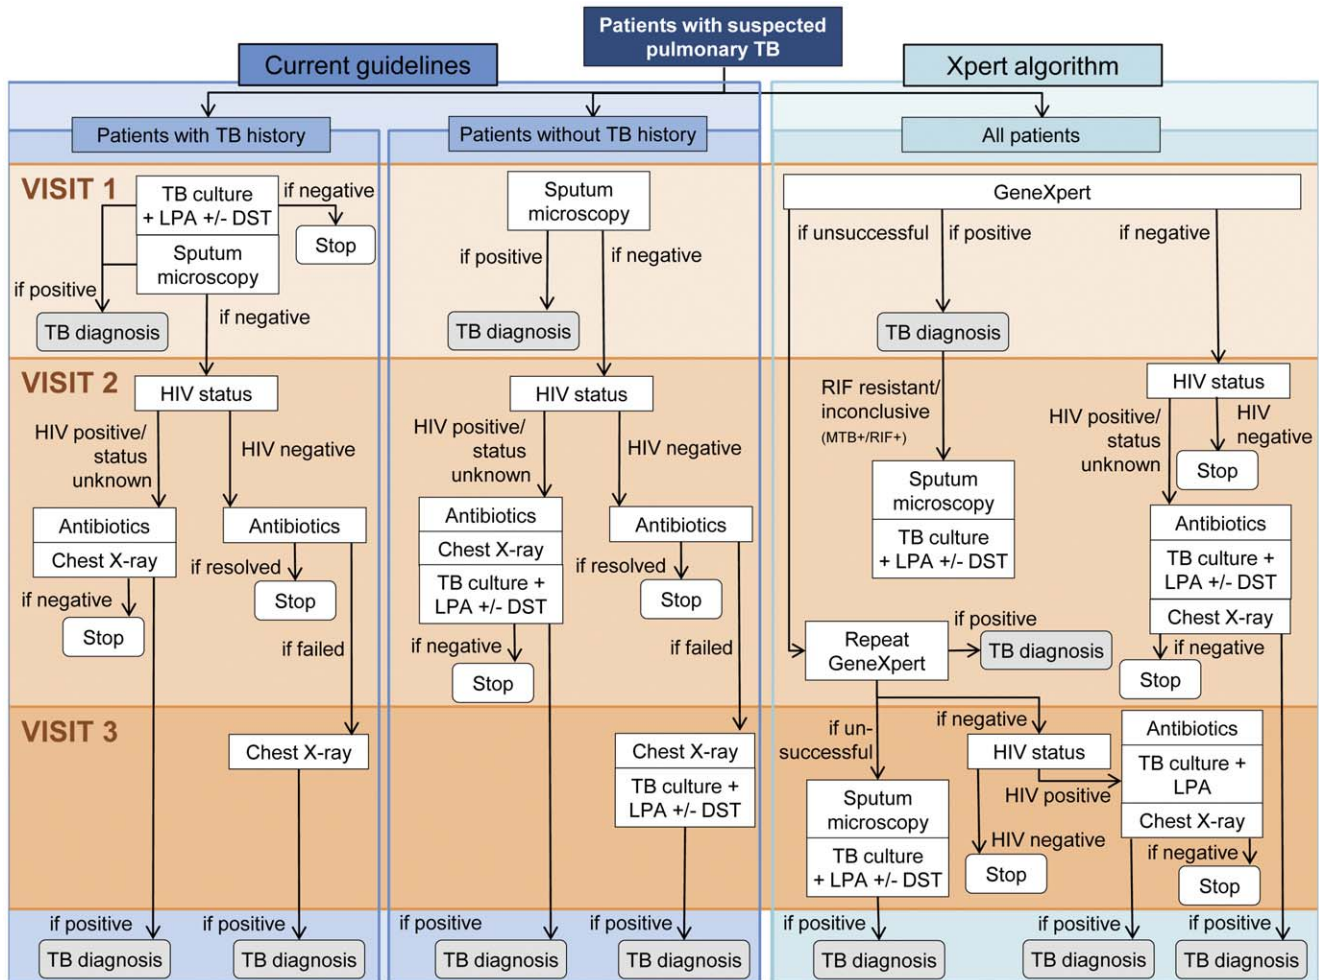 Patients with suspected
pulmonary TB
Current guidelines
Xpert algorithm
Patients with TB history
Patients without TB history
All patients
VISIT 1
TB culture
+ LPA +/- DST
if negative
Stop
Sputum
microscopy
if positive
TB diagnosis
if negative
Sputum
microscopy
if positive
if negative
TB diagnosis
GeneXpert
if unsuccessful
if positive
if negative
TB diagnosis
VISIT 2
HIV status
HIV positive/
status
unknown
HIV negative
Antibiotics
Chest X-ray
if negative
Stop
Antibiotics
if resolved
Stop
if failed
HIV status
HIV positive/
status
unknown
HIV negative
Antibiotics
Chest X-ray
TB culture +
LPA +/- DST
if negative
Stop
Antibiotics
if resolved
Stop
if failed
RIF resistant/
inconclusive
(MTB+/RIF+)
Sputum
microscopy
TB culture
+ LPA +/- DST
Repeat
GeneXpert
if positive
TB diagnosis
HIV status
HIV positive/
status
unknown
HIV
negative
Stop
Antibiotics
TB culture +
LPA +/- DST
Chest X-ray
if negative
Stop
VISIT 3
Chest X-ray
Chest X-ray
TB culture +
LPA +/- DST
if un-
successful
Sputum
microscopy
TB culture
+ LPA +/- DST
if negative
HIV status
HIV positive
HIV negative
Stop
Antibiotics
TB culture +
LPA
Chest X-ray
if negative
Stop
if positive
TB diagnosis
if positive
TB diagnosis
if positive
TB diagnosis
if positive
TB diagnosis
if positive
TB diagnosis
if positive
TB diagnosis
if positive
TB diagnosis